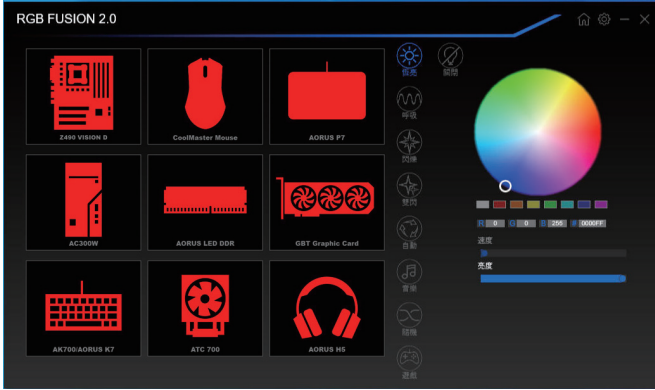 RGB FUSION 2.0
Z490 VISION D
CoolMaster Mouse
AORUS P7
AC300W
AORUS LED DDR
GBT Graphic Card
AK700/AORUS K7
ATC 700
AORUS H5
恆亮
關閉
呼吸
閃爍
雙閃
自動
音樂
隨機
遊戲
R 0 G 0 B 255 # 0000FF
速度
亮度